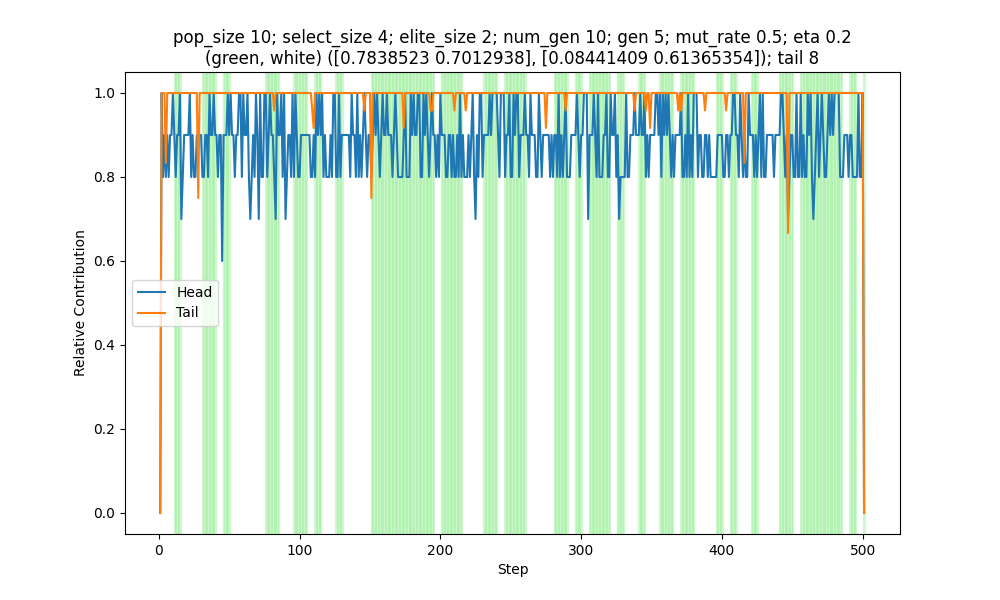 pop_size 10; select_size 4; elite_size 2; num_gen 10; gen 5; mut_rate 0.5; eta 0.2
(green, white) ([0.7838523 0.7012938], [0.08441409 0.61365354]); tail 8
1.0
0.8
0.6
0.4
0.2
0.0
Relative Contribution
Head
Tail
0
100
200
300
400
500
Step